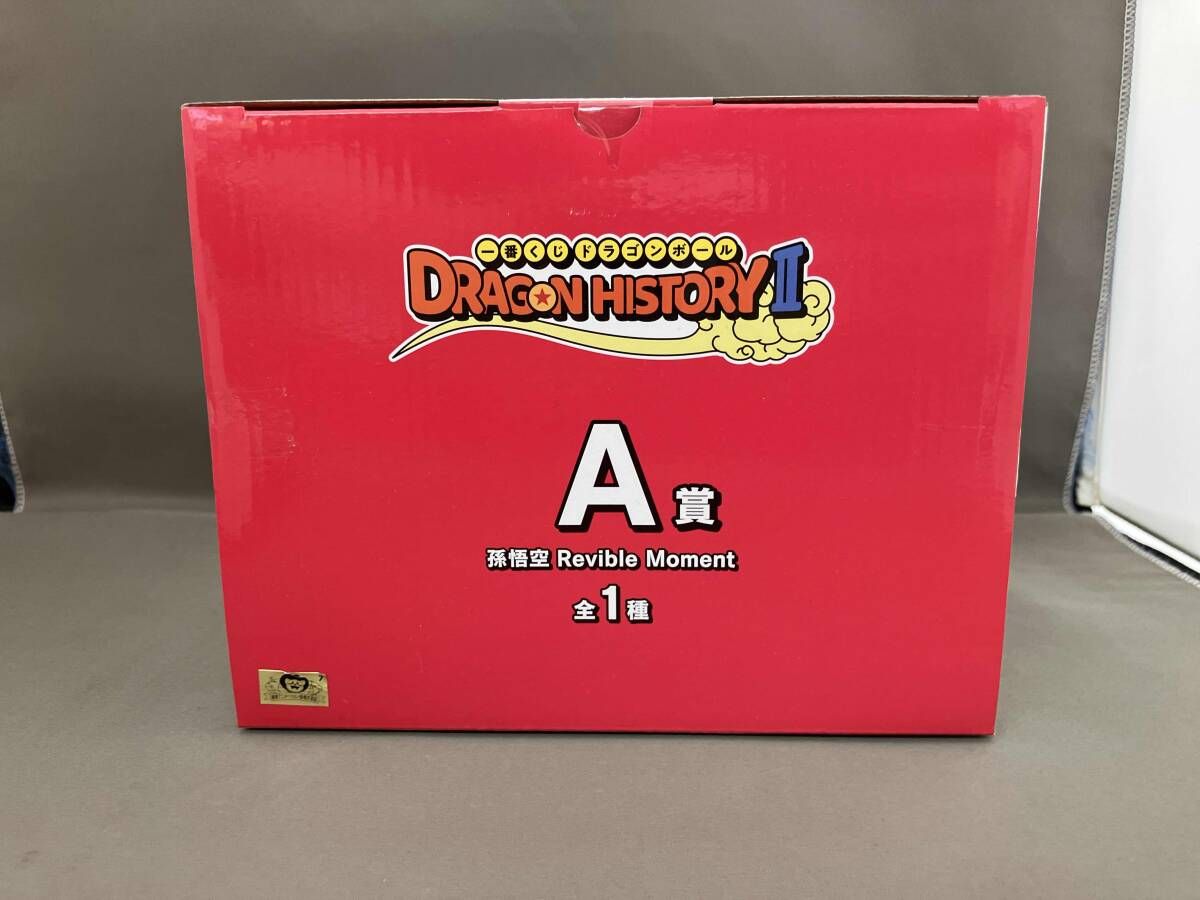 一番くじ ドラゴンボール
DRAGON HISTORY II
A賞
孫悟空 Revible Moment
全1種